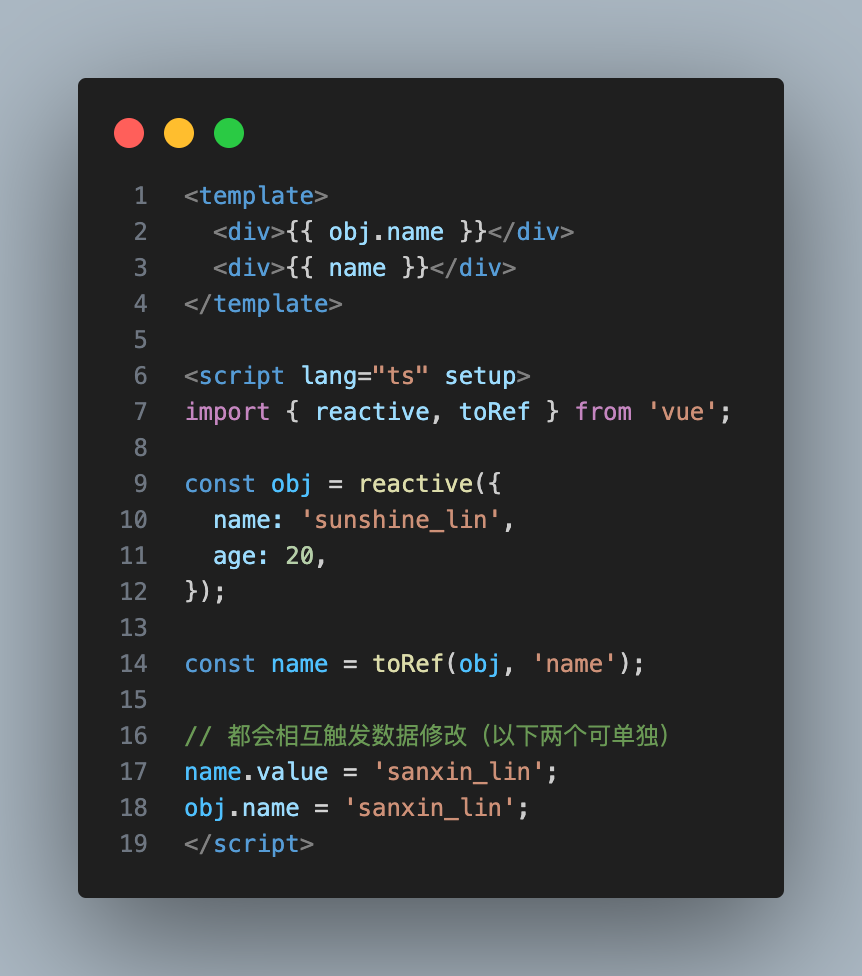 1 <template>
2   <div>{{ obj.name }}</div>
3   <div>{{ name }}</div>
4 </template>
5
6 <script lang="ts" setup>
7 import { reactive, toRef } from 'vue';
8
9 const obj = reactive({
10   name: 'sunshine_lin',
11   age: 20,
12 });
13
14 const name = toRef(obj, 'name');
15
16 // 都会相互触发数据修改（以下两个可单独）
17 name.value = 'sanxin_lin';
18 obj.name = 'sanxin_lin';
19 </script>